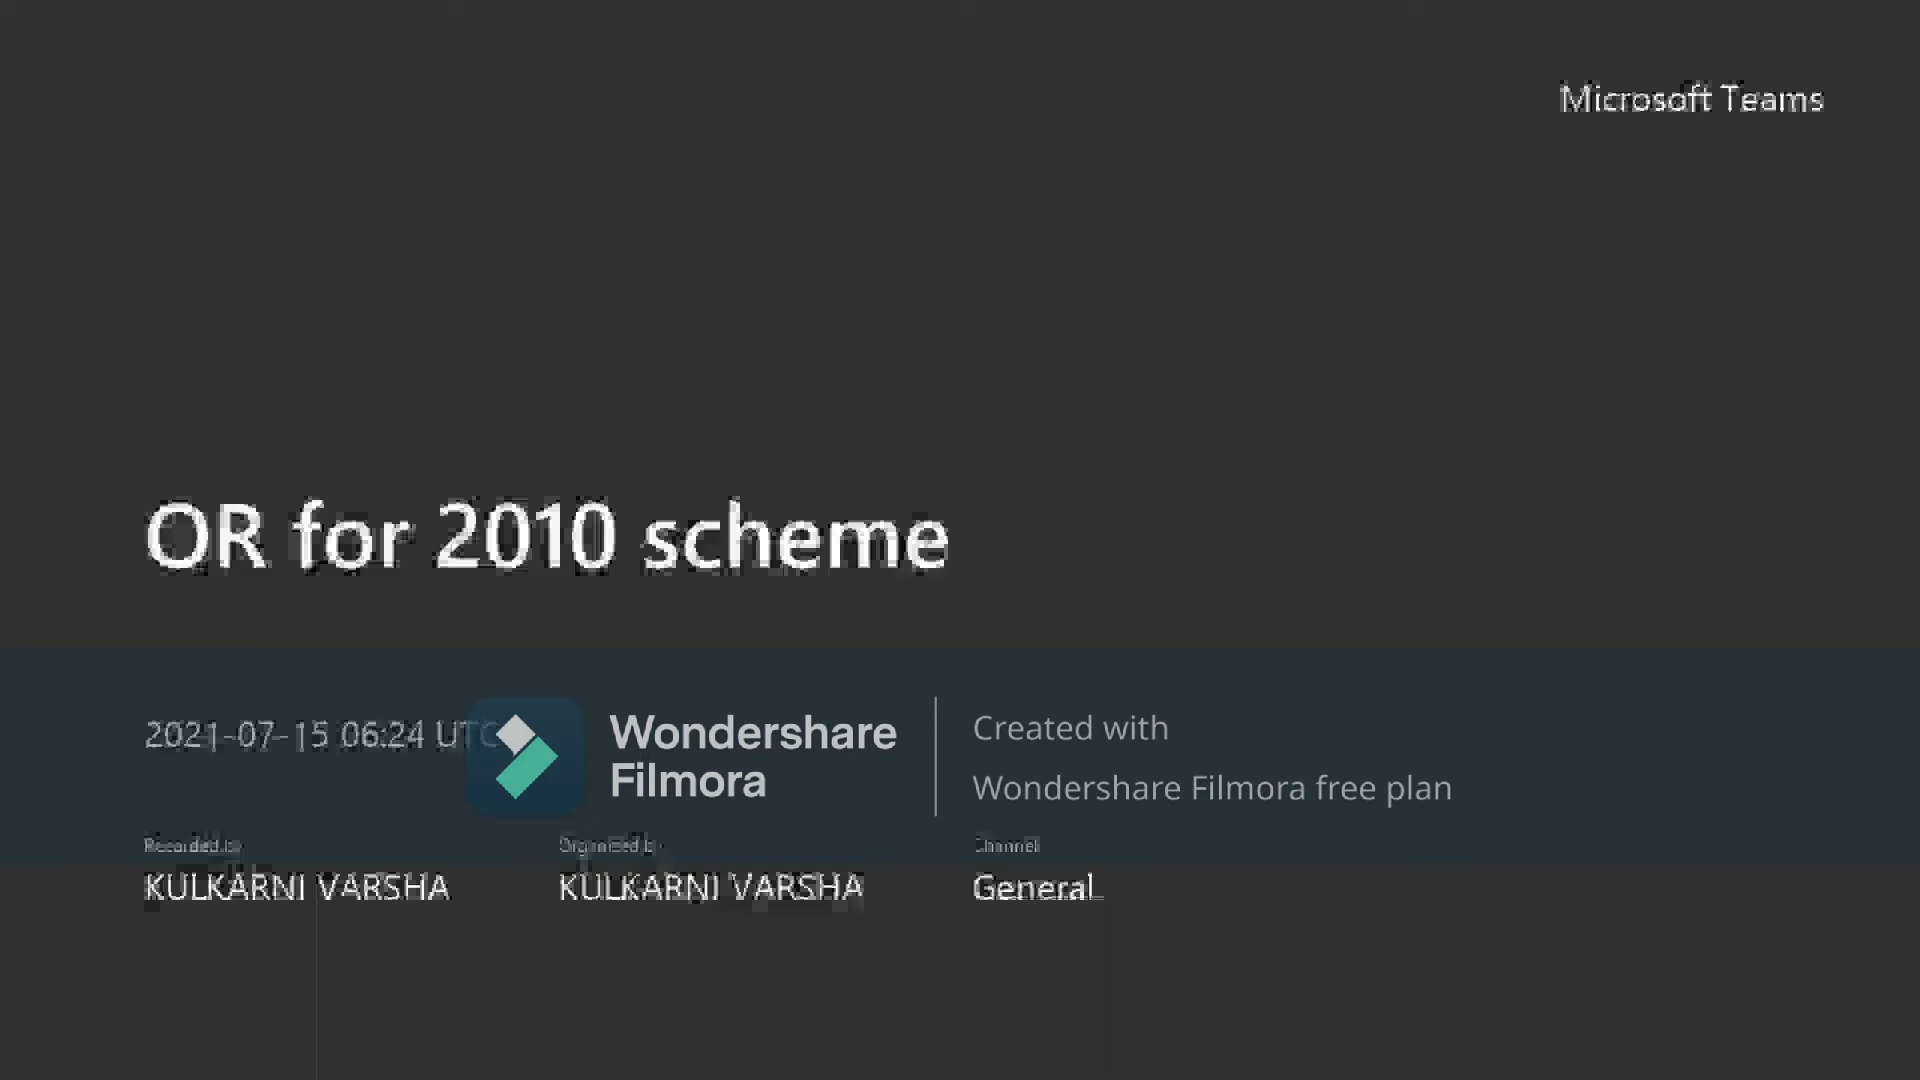 Microsoft Teams
OR for 2010 scheme
2021-07-15 06:24 UTC
Wondershare
Filmora
Created with
Wondershare Filmora free plan
Recorded by
Organized by
Channel
KULKARNI VARSHA
KULKARNI VARSHA
General